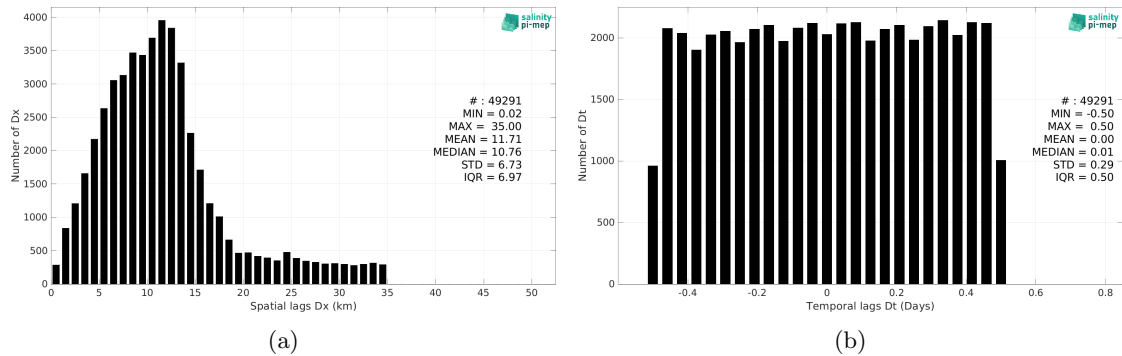 salinity
pi-mep
4000
3500
3000
2500
2000
1500
1000
500
0
Number of Dx
# : 49291
MIN = 0.02
MAX = 35.00
MEAN = 11.71
MEDIAN = 10.76
STD = 6.73
IQR = 6.97
0 5 10 15 20 25 30 35 40 45 50
Spatial lags Dx (km)
(a)
salinity
pi-mep
2000
1500
1000
500
0
Number of Dt
# : 49291
MIN = -0.50
MAX = 0.50
MEAN = 0.00
MEDIAN = 0.01
STD = 0.29
IQR = 0.50
-0.4 -0.2 0 0.2 0.4 0.6 0.8
Temporal lags Dt (Days)
(b)